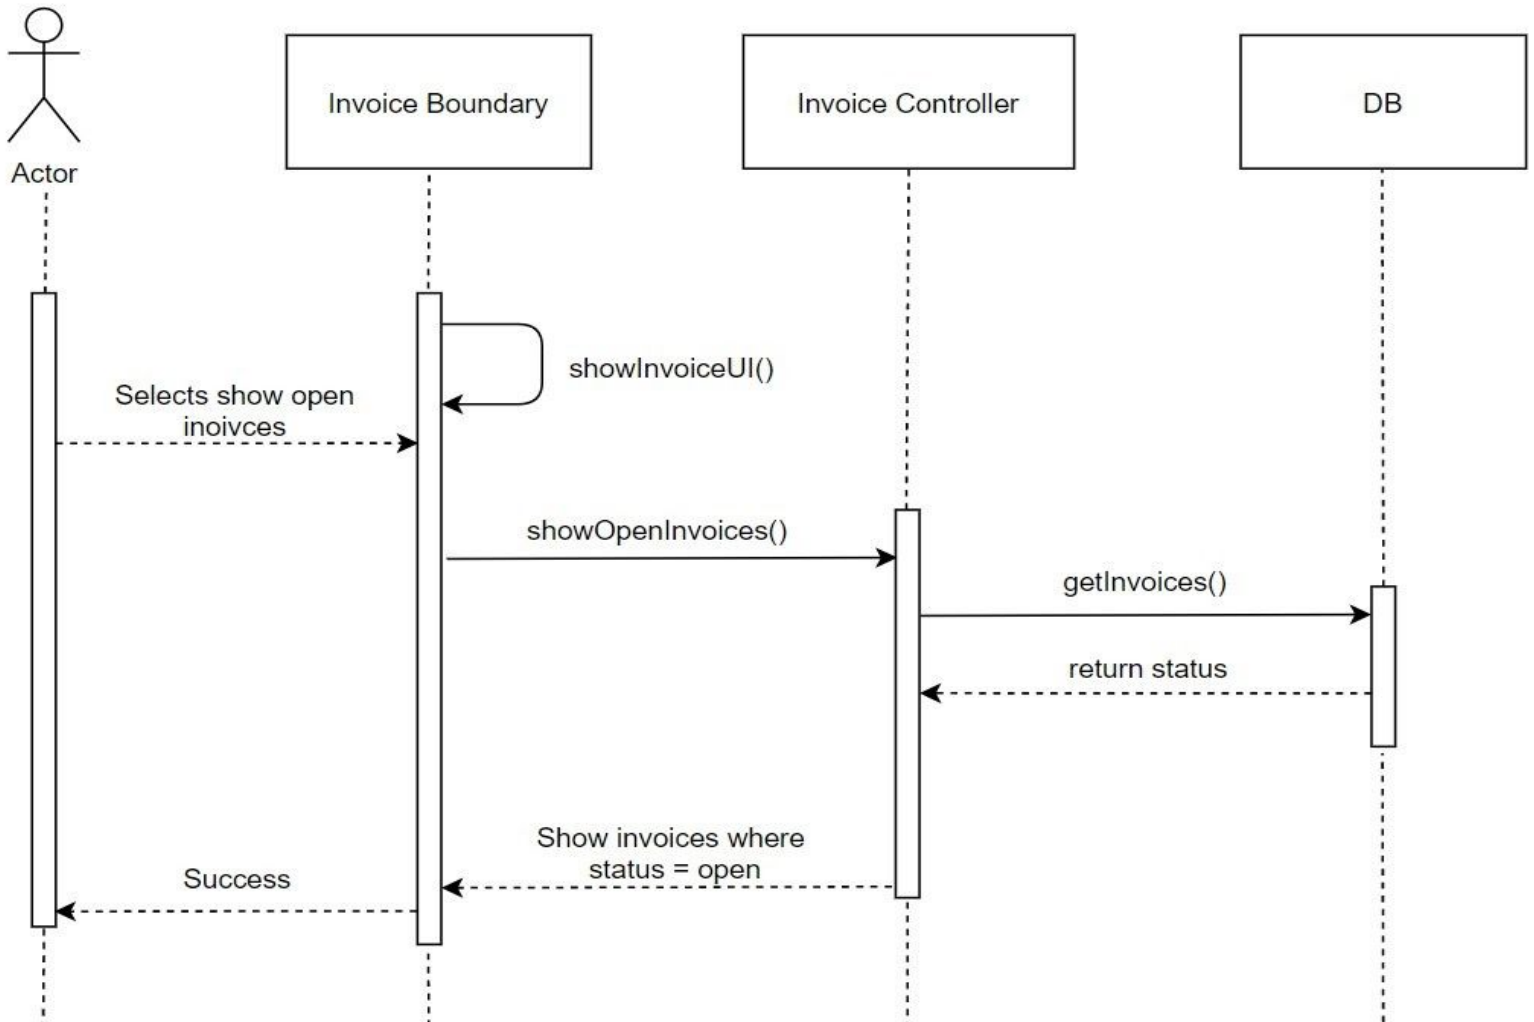 Actor
Invoice Boundary
Invoice Controller
DB
showInvoiceUI()
Selects show open
inoivces
showOpenInvoices()
getInvoices()
return status
Show invoices where
status = open
Success